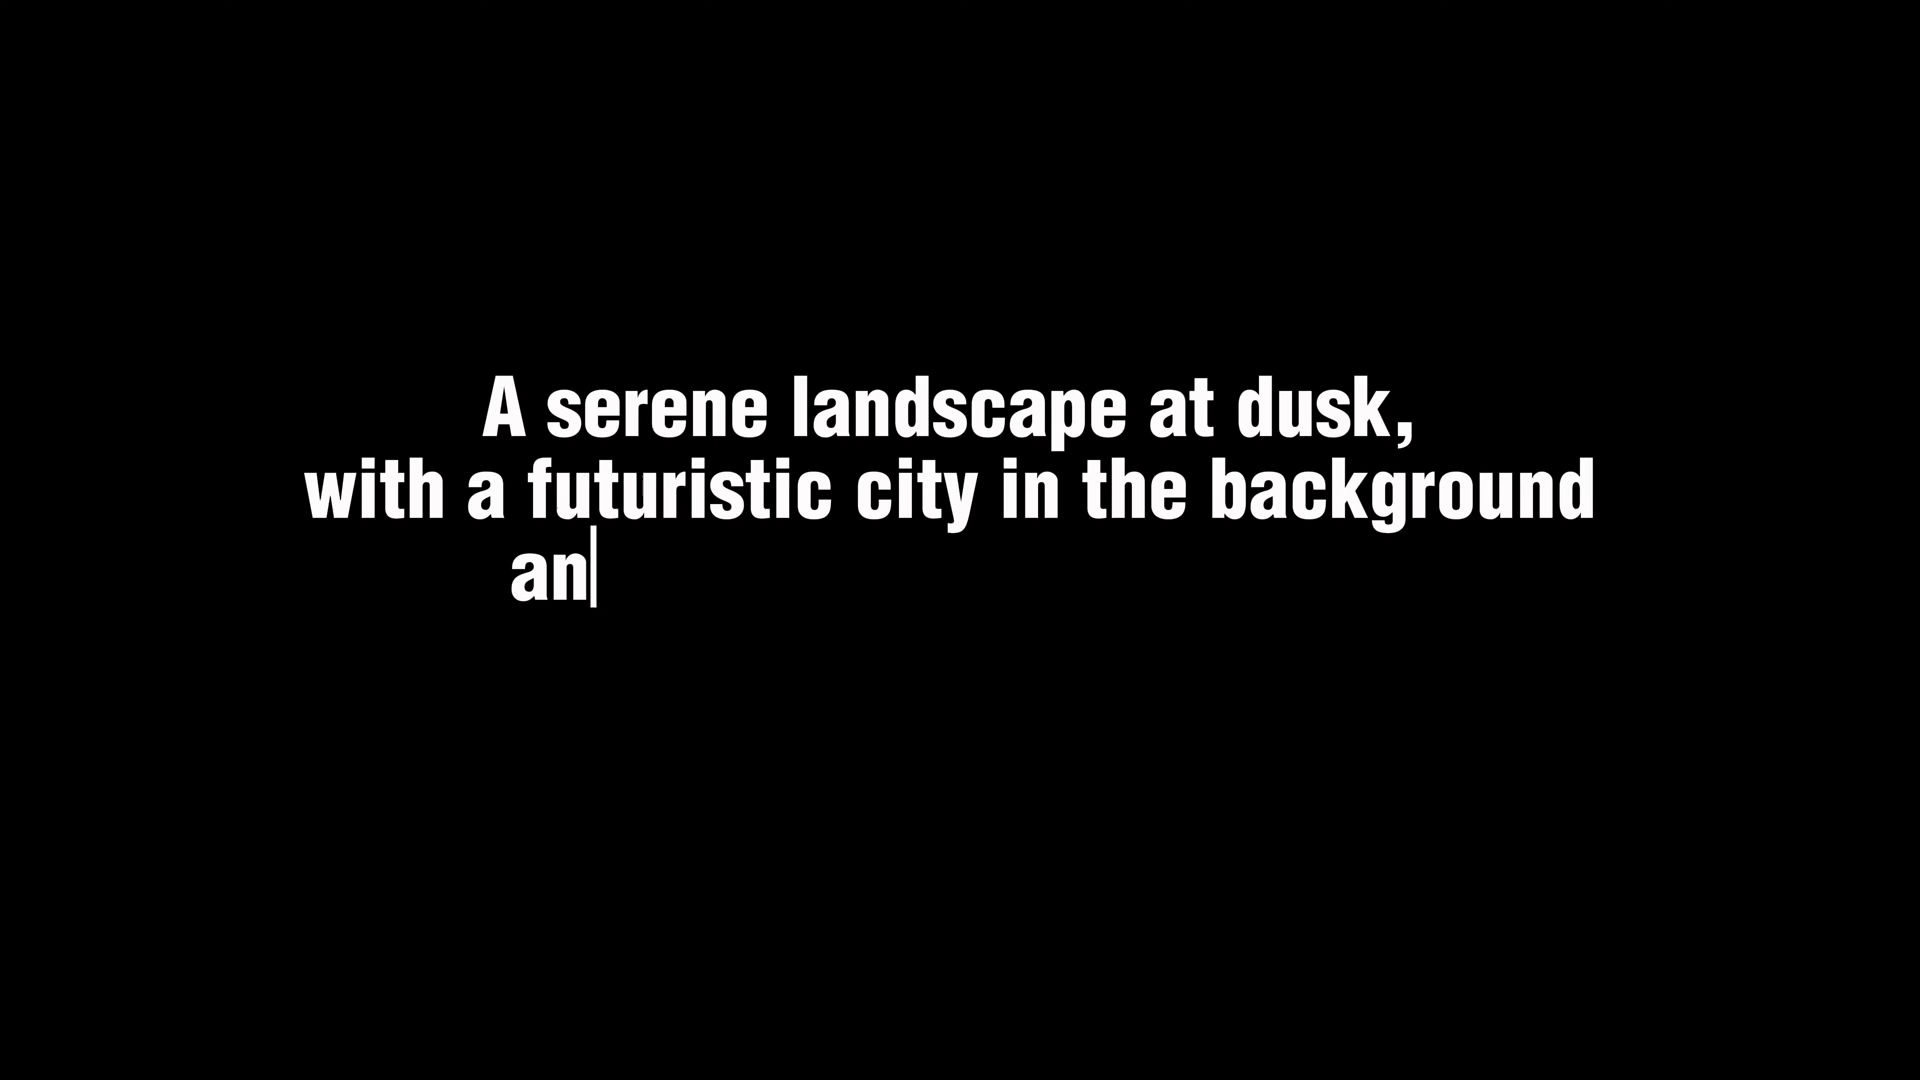 A serene landscape at dusk,
with a futuristic city in the background
an